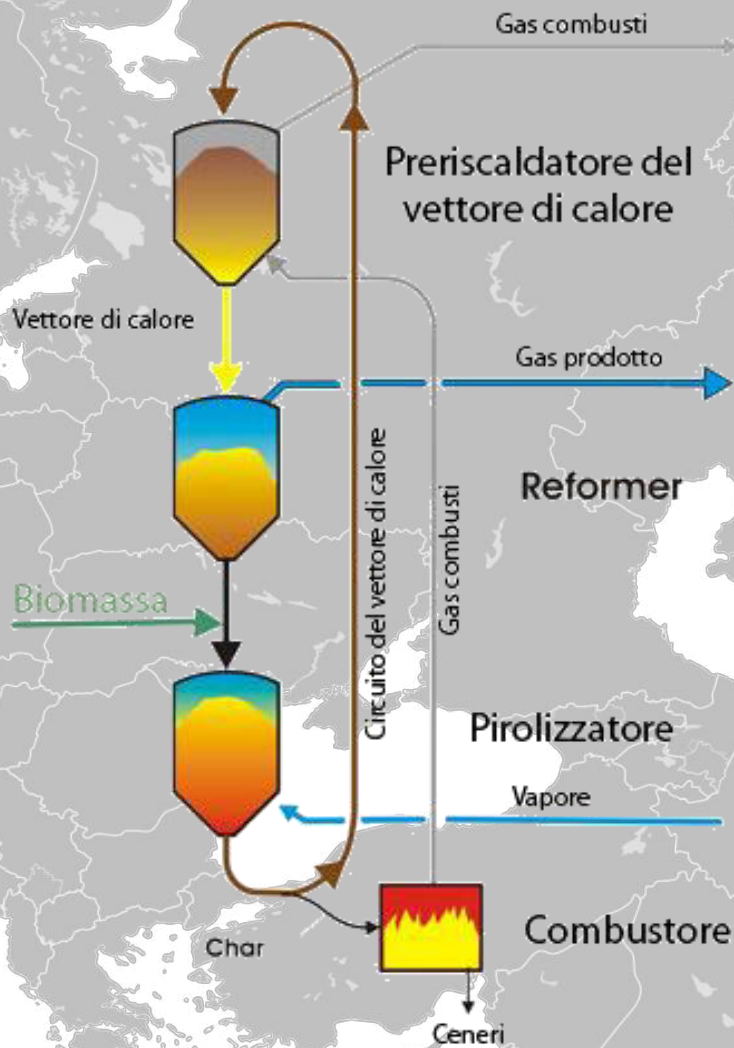 Gas combusti
Preriscaldatore del
vettore di calore
Vettore di calore
Gas prodotto
Circuito del vettore di calore
Gas combusti
Reformer
Biomassa
Pirolizzatore
Vapore
Char
Combustore
Ceneri